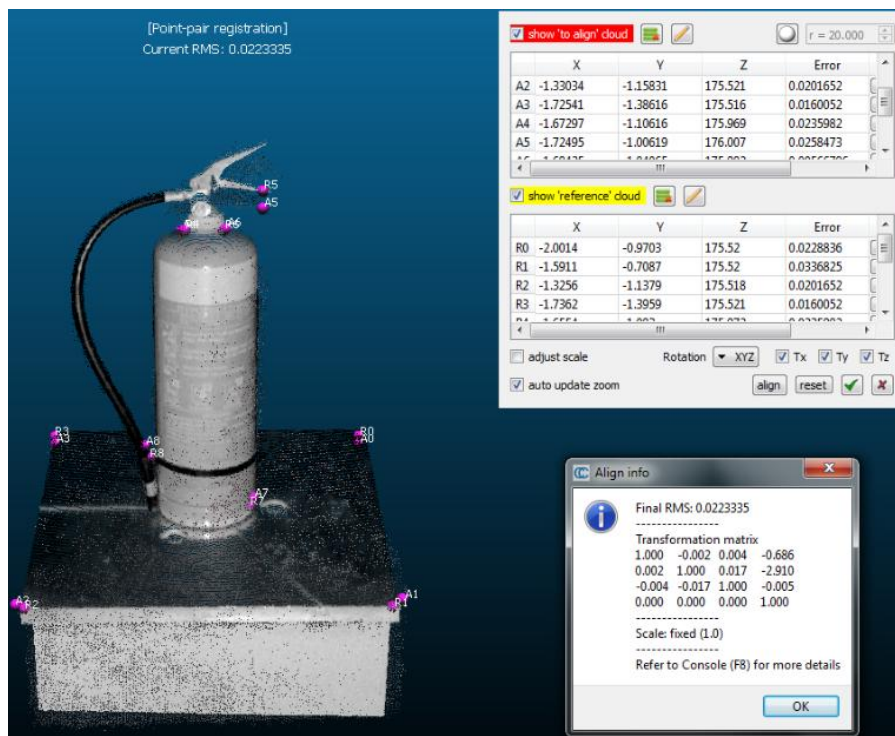 [Point-pair registration]
Current RMS: 0.0223335
show 'to align' cloud
r = 20.000
X Y Z Error
A2 -1.33034 -1.15831 175.521 0.0201652
A3 -1.72541 -1.38616 175.516 0.0160052
A4 -1.67297 -1.10616 175.969 0.0235982
A5 -1.72495 -1.00619 176.007 0.0258473
show 'reference' cloud
X Y Z Error
R0 -2.0014 -0.9703 175.52 0.0228836
R1 -1.5911 -0.7087 175.52 0.0336825
R2 -1.3256 -1.1379 175.518 0.0201652
R3 -1.7362 -1.3959 175.521 0.0160052
adjust scale Rotation XYZ Tx Ty Tz
auto update zoom align reset
R5
A5
A6
R3
A3
A8
R8
R0
A0
A7
A1
R1
R2
Align info
Final RMS: 0.0223335
----------------
Transformation matrix
1.000 -0.002 0.004 -0.686
0.002 1.000 0.017 -2.910
-0.004 -0.017 1.000 -0.005
0.000 0.000 0.000 1.000
----------------
Scale: fixed (1.0)
----------------
Refer to Console (F8) for more details
OK